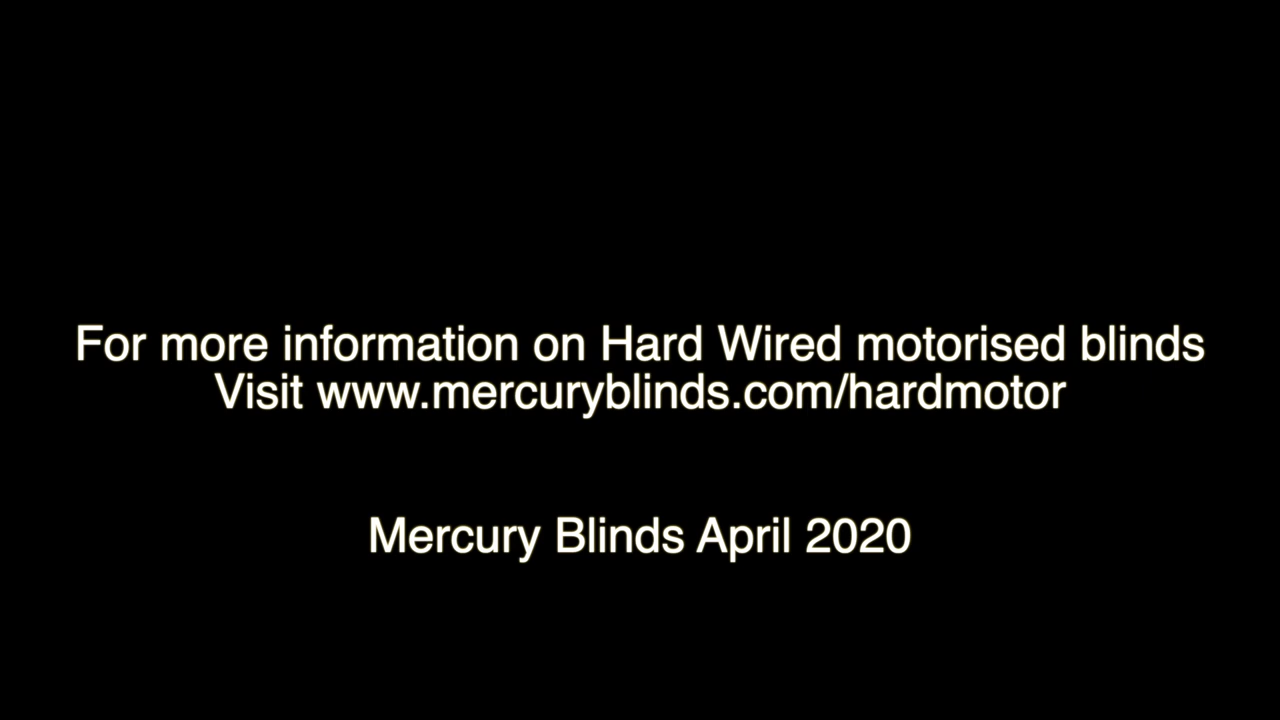 For more information on Hard Wired motorised blinds
Visit www.mercuryblinds.com/hardmotor
Mercury Blinds April 2020